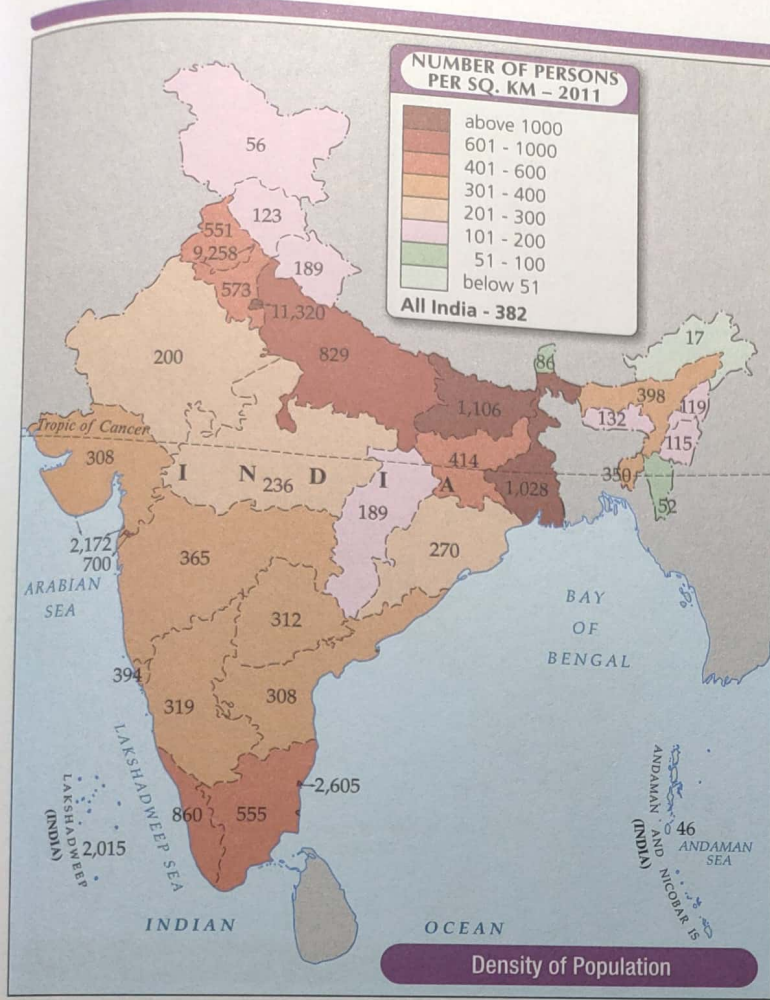 NUMBER OF PERSONS
PER SQ. KM – 2011
above 1000
601 - 1000
401 - 600
301 - 400
201 - 300
101 - 200
51 - 100
below 51
All India - 382
56
123
551
9,258
189
573
11,320
200
829
86
17
398
119
132
115
1,106
Tropic of Cancer
308
414
350
52
I N D I A
236
1,028
189
2,172
700
365
270
ARABIAN
SEA
BAY
OF
BENGAL
312
394
319
308
LAKSHADWEEP SEA
2,605
860
555
LAKSHADWEEP
(INDIA)
2,015
ANDAMAN AND NICOBAR IS
(INDIA)
46
ANDAMAN
SEA
INDIAN OCEAN
Density of Population